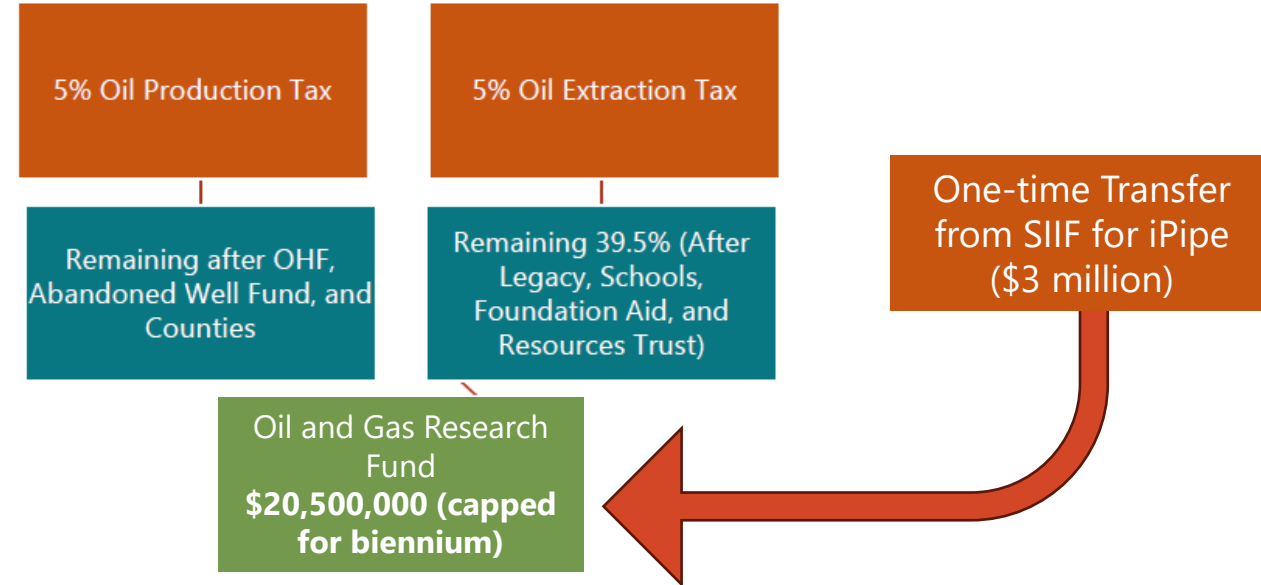 5% Oil Production Tax
5% Oil Extraction Tax
Remaining after OHF,
Abandoned Well Fund, and
Counties
Remaining 39.5% (After
Legacy, Schools,
Foundation Aid, and
Resources Trust)
One-time Transfer
from SIIF for iPipe
($3 million)
Oil and Gas Research
Fund
$20,500,000 (capped
for biennium)